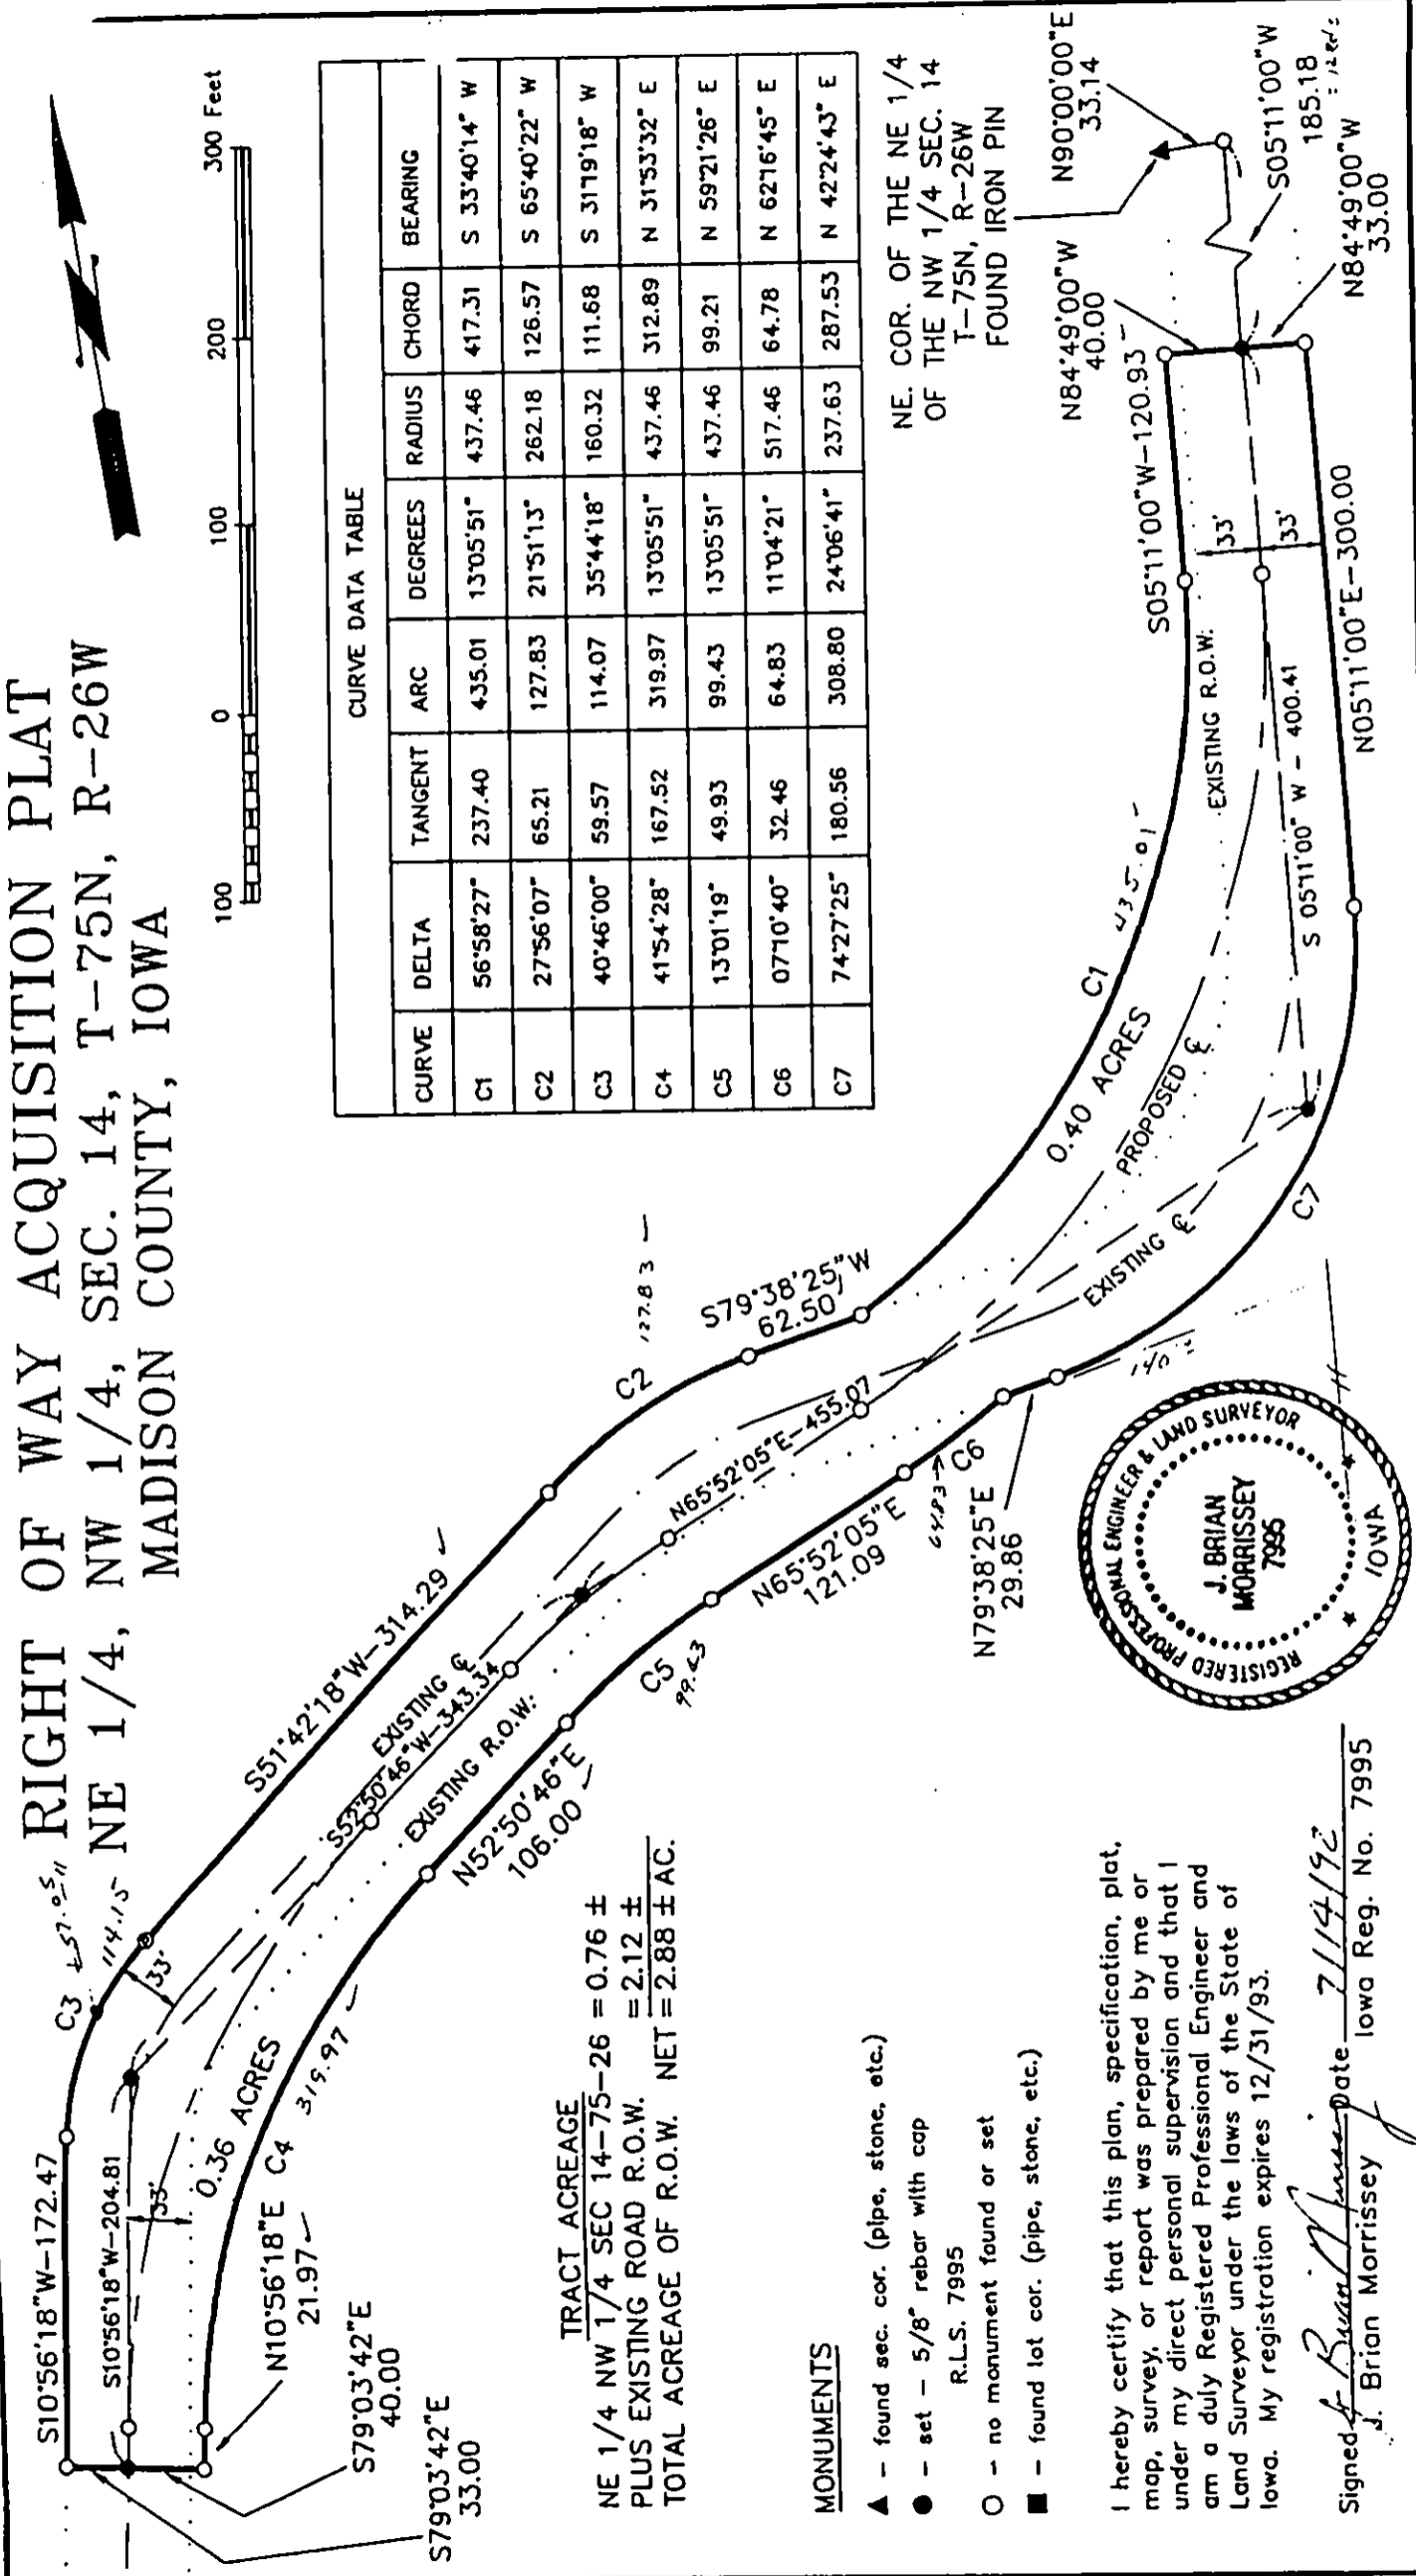 RIGHT OF WAY ACQUISITION PLAT
NE 1/4, NW 1/4, SEC. 14, T-75N, R-26W
MADISON COUNTY, IOWA
100 0 100 200 300 Feet
CURVE DATA TABLE
CURVE DELTA TANGENT ARC DEGREES RADIUS CHORD BEARING
C1 56°58'27" 237.40 435.01 13°05'51" 437.46 417.31 S 33°40'14" W
C2 27°56'07" 65.21 127.83 21°51'13" 262.18 126.57 S 65°40'22" W
C3 40°46'00" 59.57 114.07 35°44'18" 160.32 111.68 S 31°19'18" W
C4 41°54'28" 167.52 319.97 13°05'51" 437.46 312.89 N 31°53'32" E
C5 13°01'19" 49.93 99.43 13°05'51" 437.46 99.21 N 59°21'26" E
C6 07°10'40" 32.46 64.83 11°04'21" 517.46 64.78 N 62°16'45" E
C7 74°27'25" 180.56 308.80 24°06'41" 237.63 287.53 N 42°24'43" E
NE. COR. OF THE NE 1/4
OF THE NW 1/4 SEC. 14
T-75N, R-26W
FOUND IRON PIN
N90°00'00"E
33.14
S05°11'00"W
185.18
N84°49'00"W
40.00
N84°49'00"W
33.00
S05°11'00"W-120.93
33'
33'
EXISTING R.O.W.
N05°11'00"E-300.00
S 05°11'00" W - 400.41
435.01
C1
0.40 ACRES
PROPOSED ℄
EXISTING ℄
C7
140
S79°38'25"W
62.50
127.83
C2
N65°52'05"E-455.07
C6
64.83
N79°38'25"E
29.86
N65°52'05"E
121.09
S51°42'18"W-314.29
C5
99.43
EXISTING ℄
S52°50'46"W-343.34
EXISTING R.O.W.
N52°50'46"E
106.00
C3
114.15
33'
S10°56'18"W-172.47
S10°56'18"W-204.81
33'
0.36 ACRES
C4
319.97
N10°56'18"E
21.97
S79°03'42"E
40.00
S79°03'42"E
33.00
TRACT ACREAGE
NE 1/4 NW 1/4 SEC 14-75-26 = 0.76 ±
PLUS EXISTING ROAD R.O.W. = 2.12 ±
TOTAL ACREAGE OF R.O.W. NET = 2.88 ± AC.
MONUMENTS
▲ - found sec. cor. (pipe, stone, etc.)
● - set - 5/8" rebar with cap
R.L.S. 7995
○ - no monument found or set
■ - found lot cor. (pipe, stone, etc.)
I hereby certify that this plan, specification, plat,
map, survey, or report was prepared by me or
under my direct personal supervision and that I
am a duly Registered Professional Engineer and
Land Surveyor under the laws of the State of
Iowa. My registration expires 12/31/93.
Signed J. Brian Morrissey Date 7/14/92
J. Brian Morrissey Iowa Reg. No. 7995
REGISTERED PROFESSIONAL ENGINEER & LAND SURVEYOR
J. BRIAN
MORRISSEY
7995
★ IOWA ★